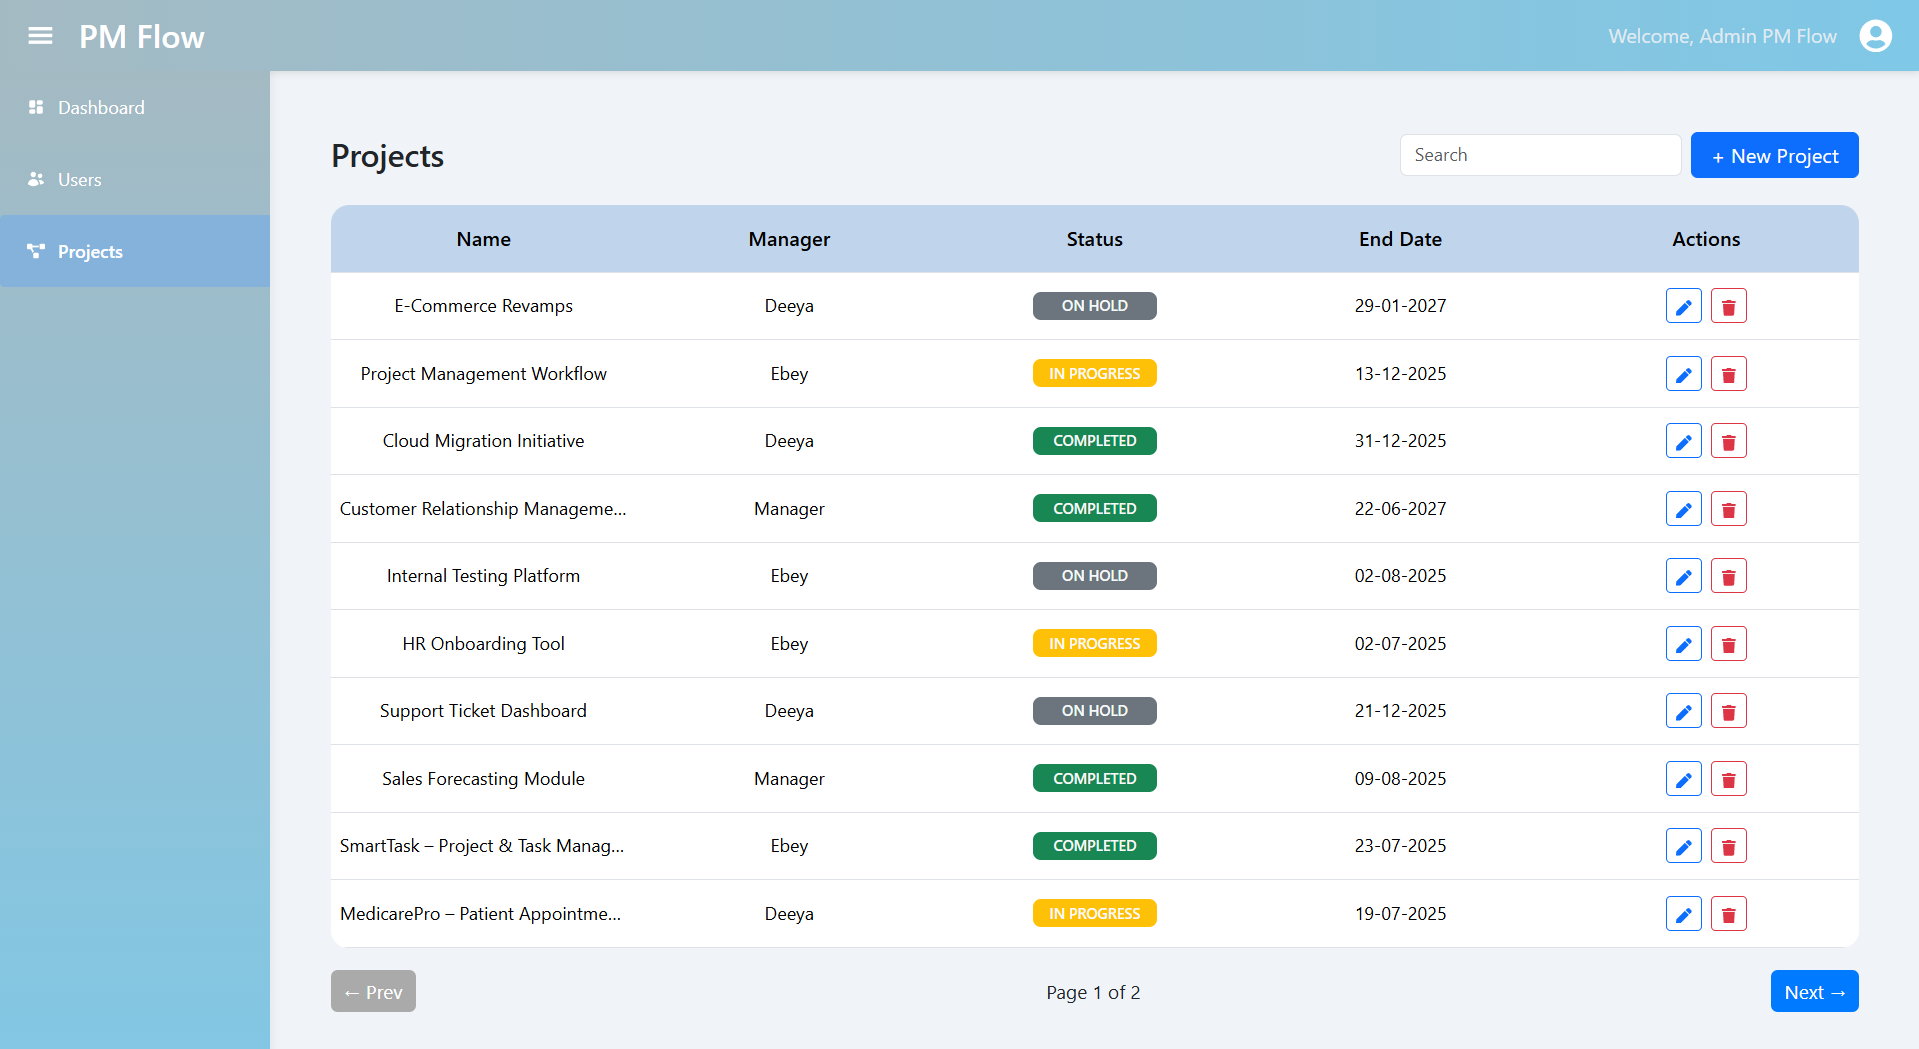 PM Flow
Welcome, Admin PM Flow
Dashboard
Users
Projects
Projects
Search
+ New Project
Name Manager Status End Date Actions
E-Commerce Revamps Deeya ON HOLD 29-01-2027
Project Management Workflow Ebey IN PROGRESS 13-12-2025
Cloud Migration Initiative Deeya COMPLETED 31-12-2025
Customer Relationship Manageme... Manager COMPLETED 22-06-2027
Internal Testing Platform Ebey ON HOLD 02-08-2025
HR Onboarding Tool Ebey IN PROGRESS 02-07-2025
Support Ticket Dashboard Deeya ON HOLD 21-12-2025
Sales Forecasting Module Manager COMPLETED 09-08-2025
SmartTask – Project & Task Manag... Ebey COMPLETED 23-07-2025
MedicarePro – Patient Appointme... Deeya IN PROGRESS 19-07-2025
← Prev Page 1 of 2 Next →